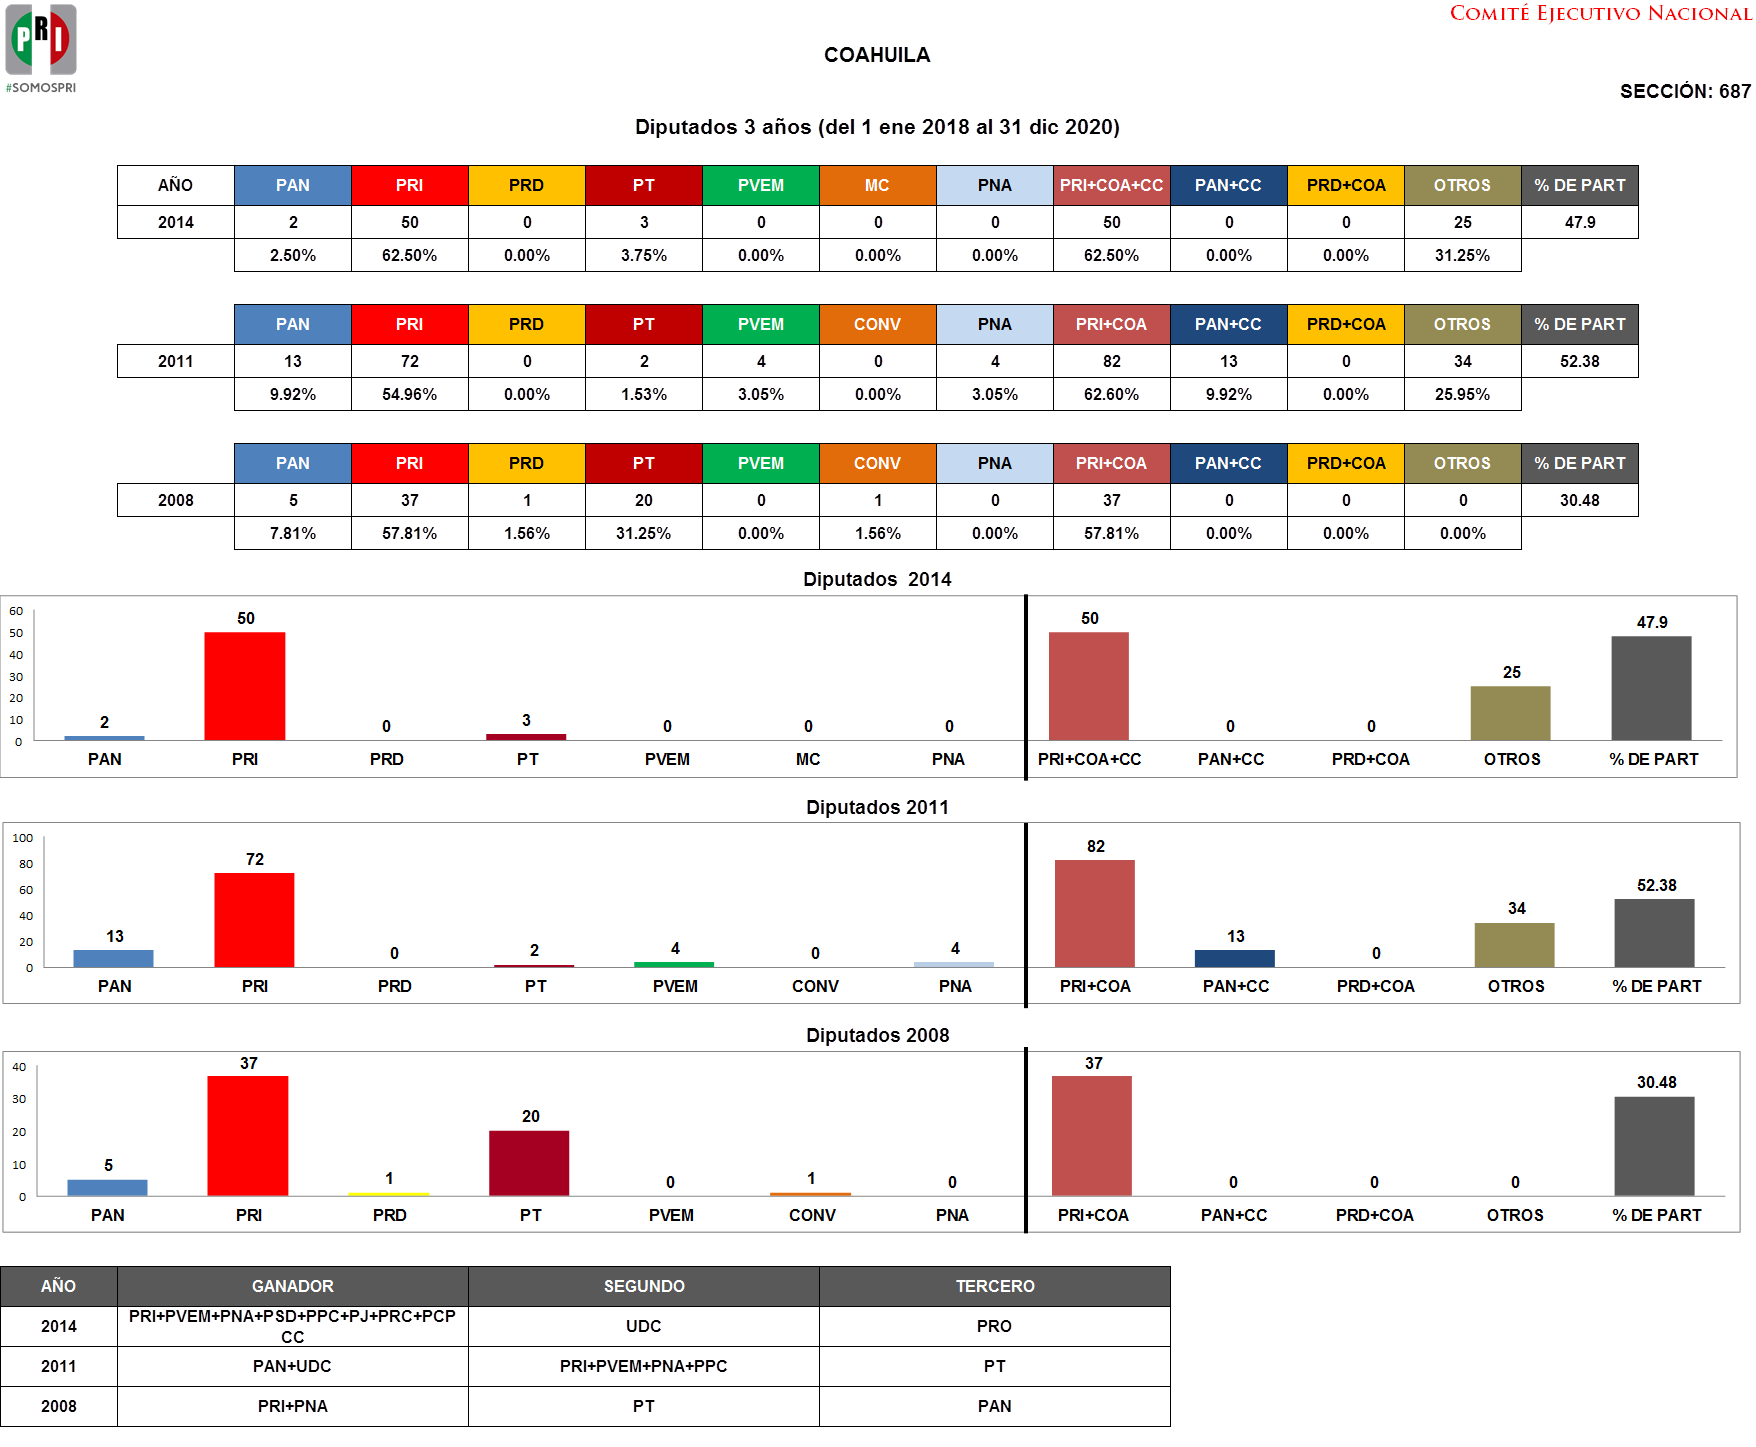 PRI
#SOMOSPRI
COMITÉ EJECUTIVO NACIONAL
COAHUILA
SECCIÓN: 687
Diputados 3 años (del 1 ene 2018 al 31 dic 2020)
AÑO PAN PRI PRD PT PVEM MC PNA PRI+COA+CC PAN+CC PRD+COA OTROS % DE PART
2014 2 50 0 3 0 0 0 50 0 0 25 47.9
2.50% 62.50% 0.00% 3.75% 0.00% 0.00% 0.00% 62.50% 0.00% 0.00% 31.25%
PAN PRI PRD PT PVEM CONV PNA PRI+COA PAN+CC PRD+COA OTROS % DE PART
2011 13 72 0 2 4 0 4 82 13 0 34 52.38
9.92% 54.96% 0.00% 1.53% 3.05% 0.00% 3.05% 62.60% 9.92% 0.00% 25.95%
PAN PRI PRD PT PVEM CONV PNA PRI+COA PAN+CC PRD+COA OTROS % DE PART
2008 5 37 1 20 0 1 0 37 0 0 0 30.48
7.81% 57.81% 1.56% 31.25% 0.00% 1.56% 0.00% 57.81% 0.00% 0.00% 0.00%
Diputados 2014
60
50
40
30
20
10
0
2 50 0 3 0 0 0 50 0 0 25 47.9
PAN PRI PRD PT PVEM MC PNA PRI+COA+CC PAN+CC PRD+COA OTROS % DE PART
Diputados 2011
100
80
60
40
20
0
13 72 0 2 4 0 4 82 13 0 34 52.38
PAN PRI PRD PT PVEM CONV PNA PRI+COA PAN+CC PRD+COA OTROS % DE PART
Diputados 2008
40
30
20
10
0
5 37 1 20 0 1 0 37 0 0 0 30.48
PAN PRI PRD PT PVEM CONV PNA PRI+COA PAN+CC PRD+COA OTROS % DE PART
AÑO GANADOR SEGUNDO TERCERO
2014 PRI+PVEM+PNA+PSD+PPC+PJ+PRC+PCP CC UDC PRO
2011 PAN+UDC PRI+PVEM+PNA+PPC PT
2008 PRI+PNA PT PAN